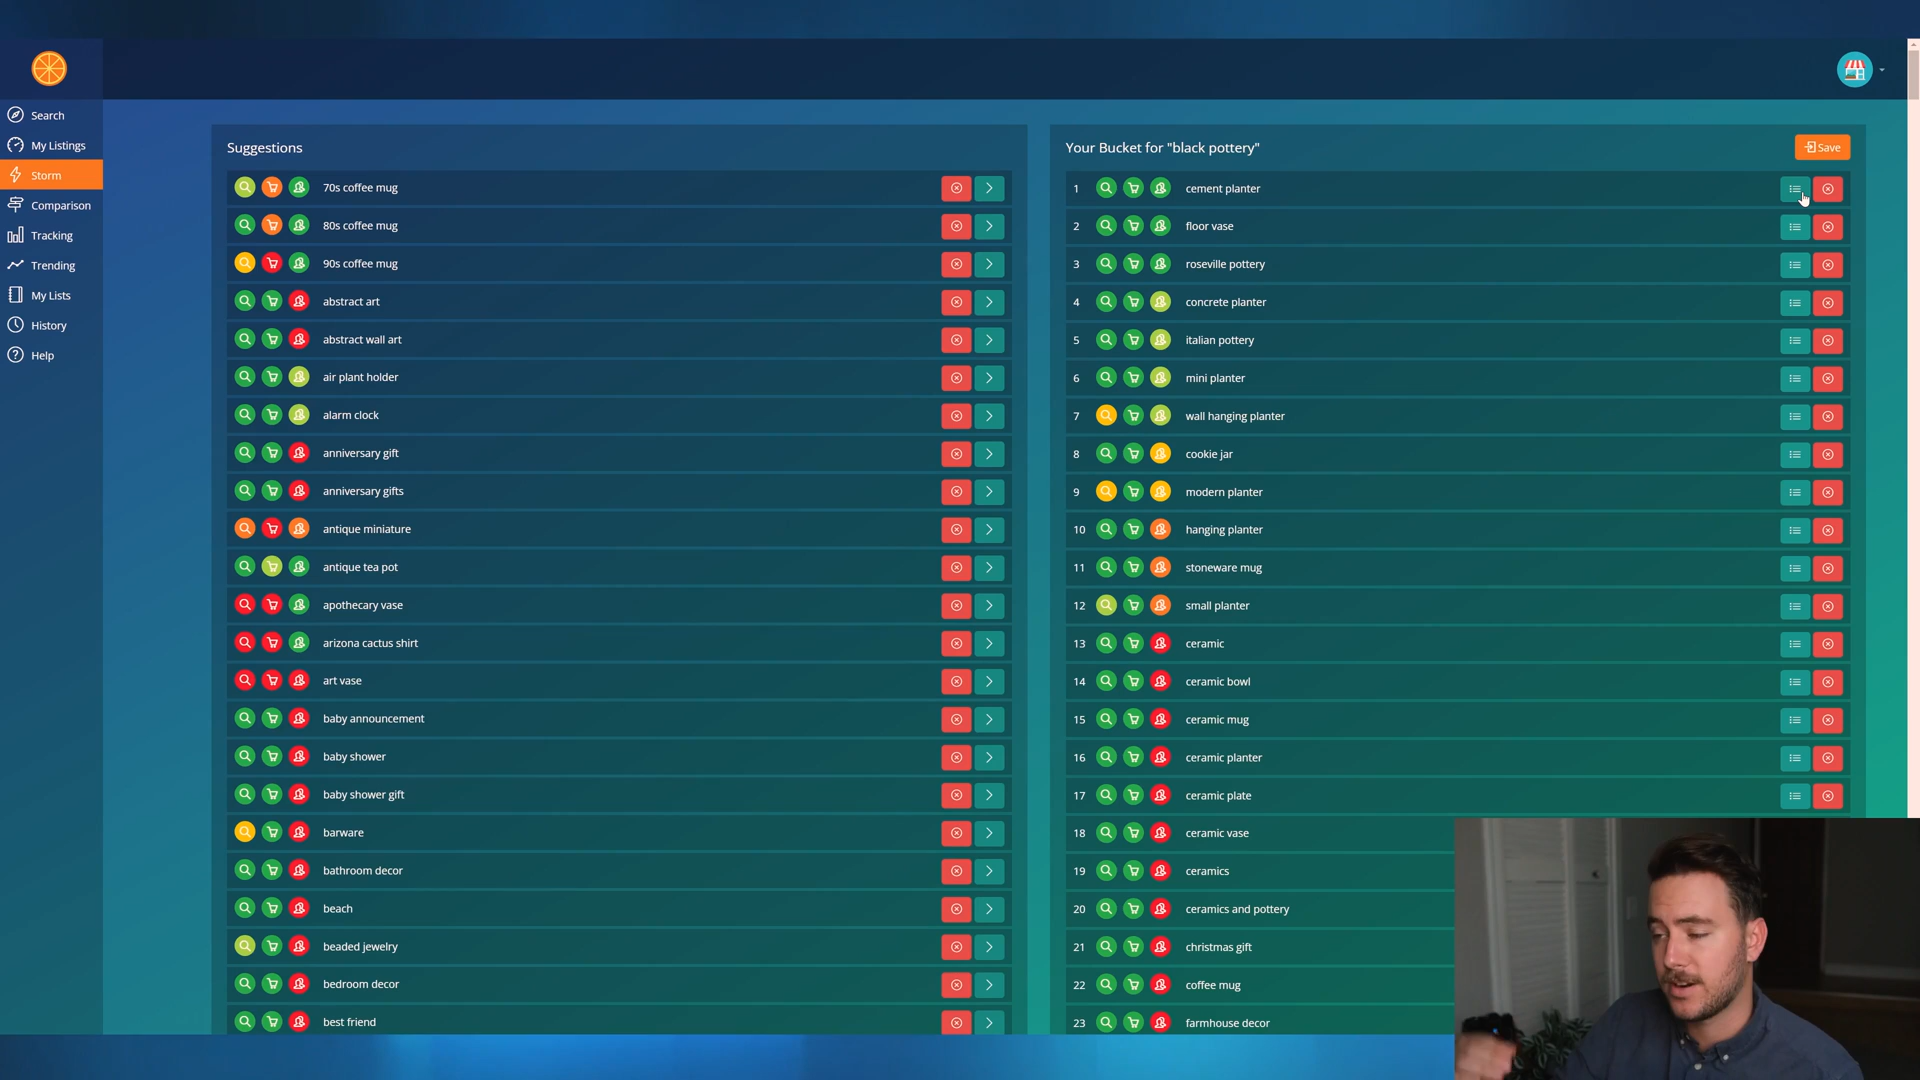 Search
My Listings
Storm
Comparison
Tracking
Trending
My Lists
History
Help
Suggestions
70s coffee mug
80s coffee mug
90s coffee mug
abstract art
abstract wall art
air plant holder
alarm clock
anniversary gift
anniversary gifts
antique miniature
antique tea pot
apothecary vase
arizona cactus shirt
art vase
baby announcement
baby shower
baby shower gift
barware
bathroom decor
beach
beaded jewelry
bedroom decor
best friend
Your Bucket for "black pottery"
Save
1 cement planter
2 floor vase
3 roseville pottery
4 concrete planter
5 italian pottery
6 mini planter
7 wall hanging planter
8 cookie jar
9 modern planter
10 hanging planter
11 stoneware mug
12 small planter
13 ceramic
14 ceramic bowl
15 ceramic mug
16 ceramic planter
17 ceramic plate
18 ceramic vase
19 ceramics
20 ceramics and pottery
21 christmas gift
22 coffee mug
23 farmhouse decor